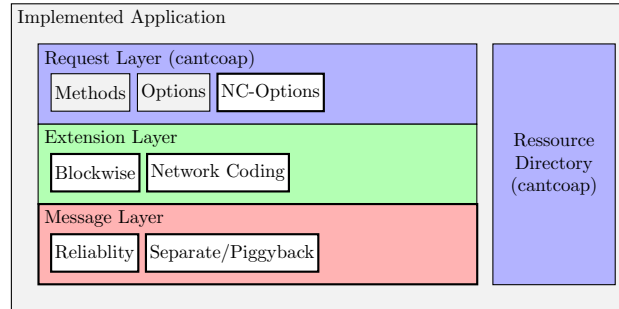 Implemented Application
Request Layer (cantcoap)
Methods Options NC-Options
Extension Layer
Blockwise Network Coding
Message Layer
Reliablity Separate/Piggyback
Ressource
Directory
(cantcoap)